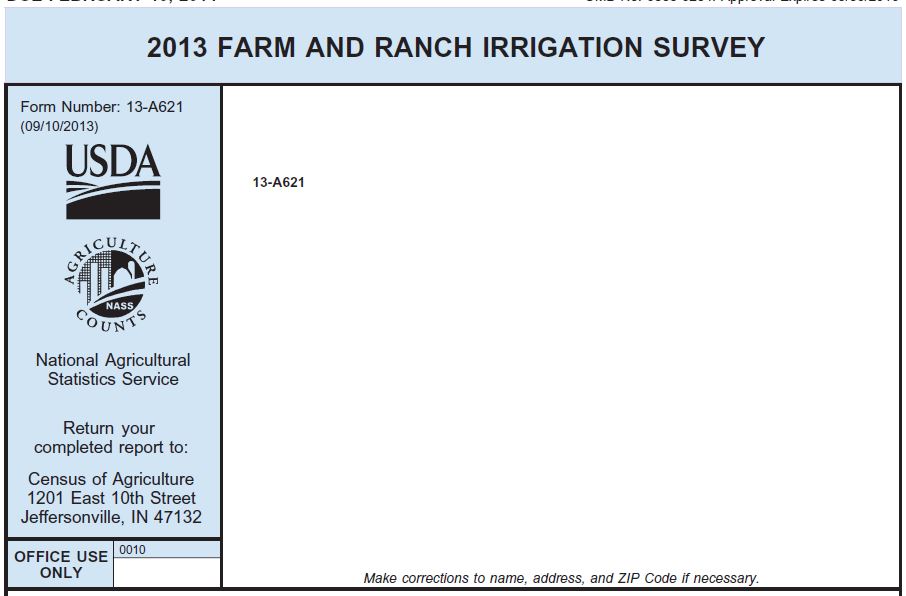 2013 FARM AND RANCH IRRIGATION SURVEY
Form Number: 13-A621
(09/10/2013)
USDA
AGRICULTURE
NASS
COUNTS
National Agricultural
Statistics Service
Return your
completed report to:
Census of Agriculture
1201 East 10th Street
Jeffersonville, IN 47132
OFFICE USE
ONLY
0010
13-A621
Make corrections to name, address, and ZIP Code if necessary.